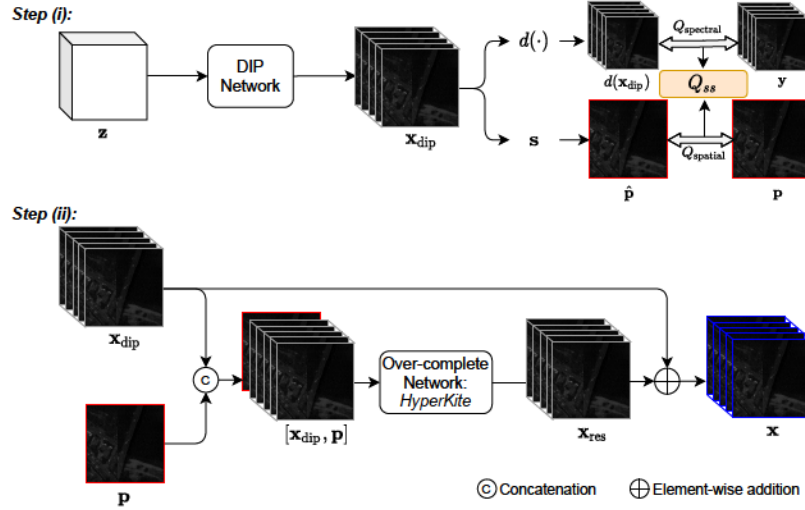 Step (i):
z
DIP
Network
x_dip
d(·)
s
d(x_dip)
Q_spectral
y
Q_ss
Q_spatial
p̂
p
Step (ii):
x_dip
p
C
[x_dip, p]
Over-complete
Network:
HyperKite
x_res
x
C Concatenation
Element-wise addition